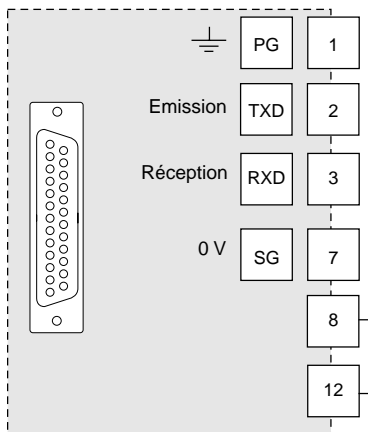 PG 1
Emission TXD 2
Réception RXD 3
0 V SG 7
8
12